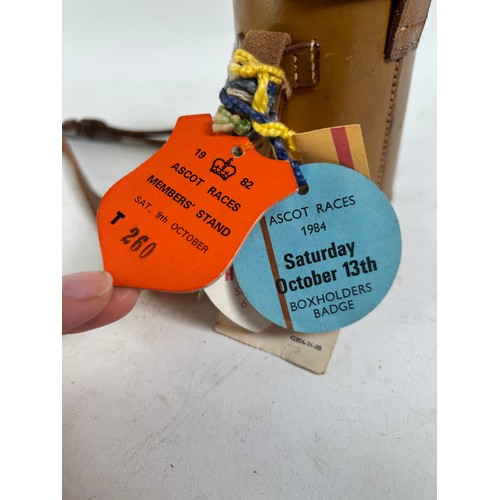 19 82
ASCOT RACES
MEMBERS' STAND
SAT., 9th OCTOBER
T 260
ASCOT RACES
1984
Saturday
October 13th
BOXHOLDERS
BADGE